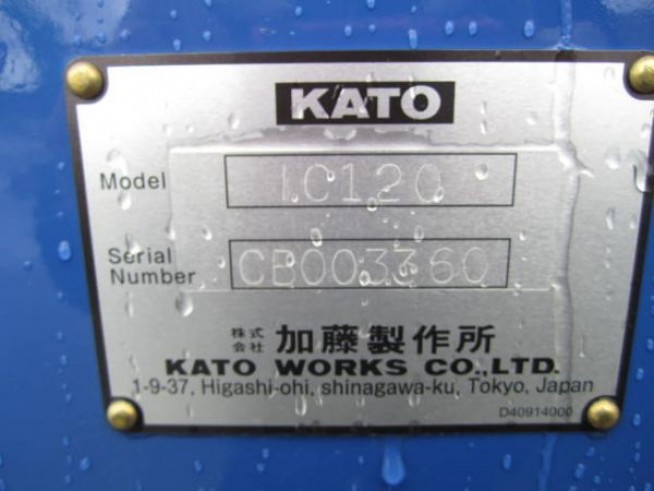 KATO
Model IC120
Serial Number CB003360
株式会社 加藤製作所
KATO WORKS CO.,LTD.
1-9-37, Higashi-ohi, shinagawa-ku, Tokyo, Japan
D40914000